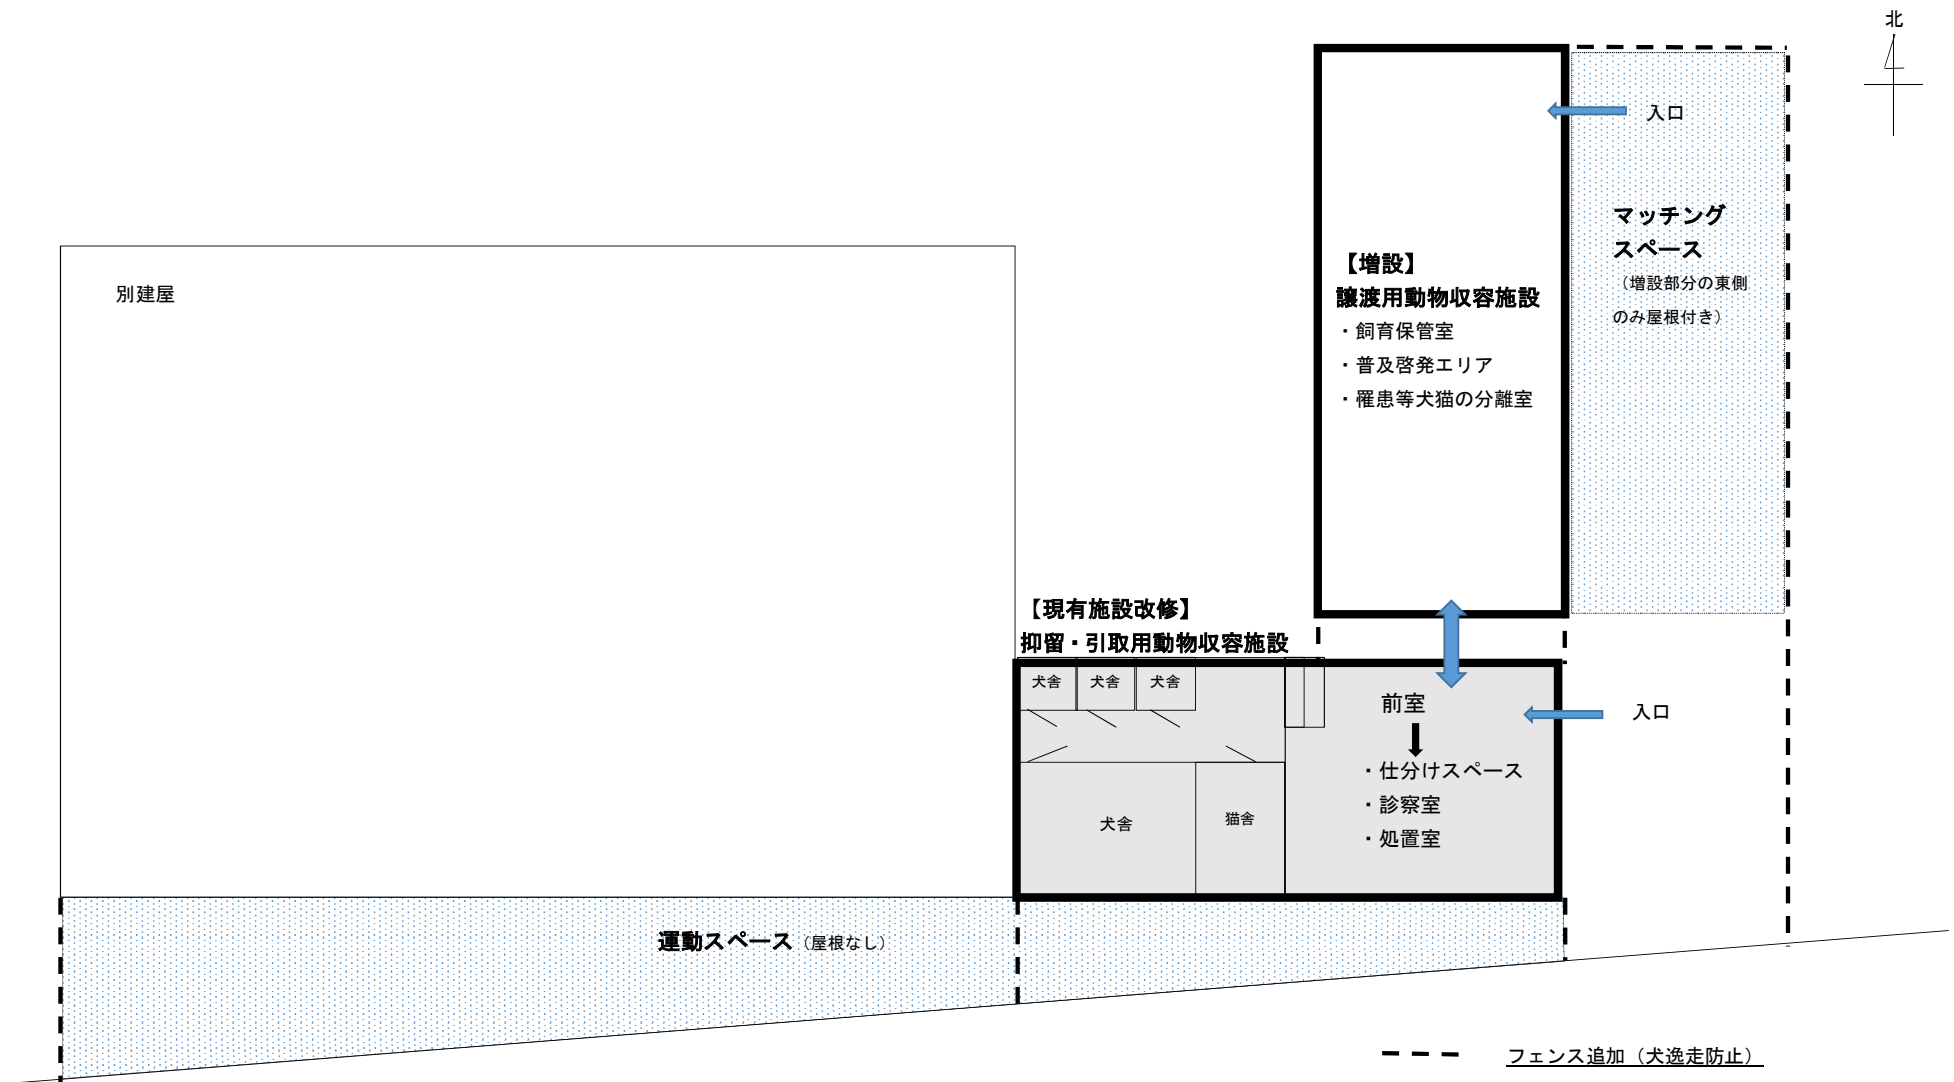 北
入口
マッチング
スペース
（増設部分の東側
のみ屋根付き）
【増設】
譲渡用動物収容施設
・飼育保管室
・普及啓発エリア
・罹患等犬猫の分離室
別建屋
【現有施設改修】
抑留・引取用動物収容施設
犬舎
犬舎
犬舎
前室
入口
・仕分けスペース
・診察室
・処置室
犬舎
猫舎
運動スペース（屋根なし）
フェンス追加（犬逸走防止）